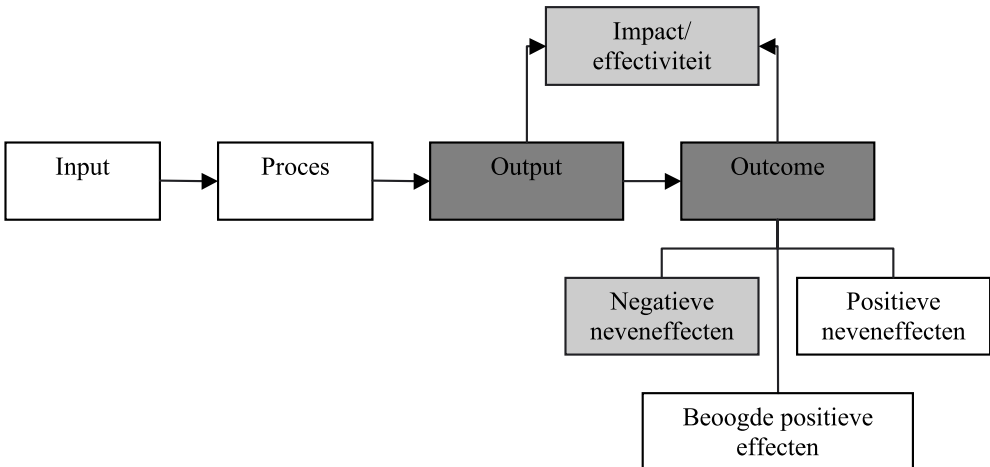 Impact/
effectiviteit
Input
Proces
Output
Outcome
Negatieve
neveneffecten
Positieve
neveneffecten
Beoogde positieve
effecten